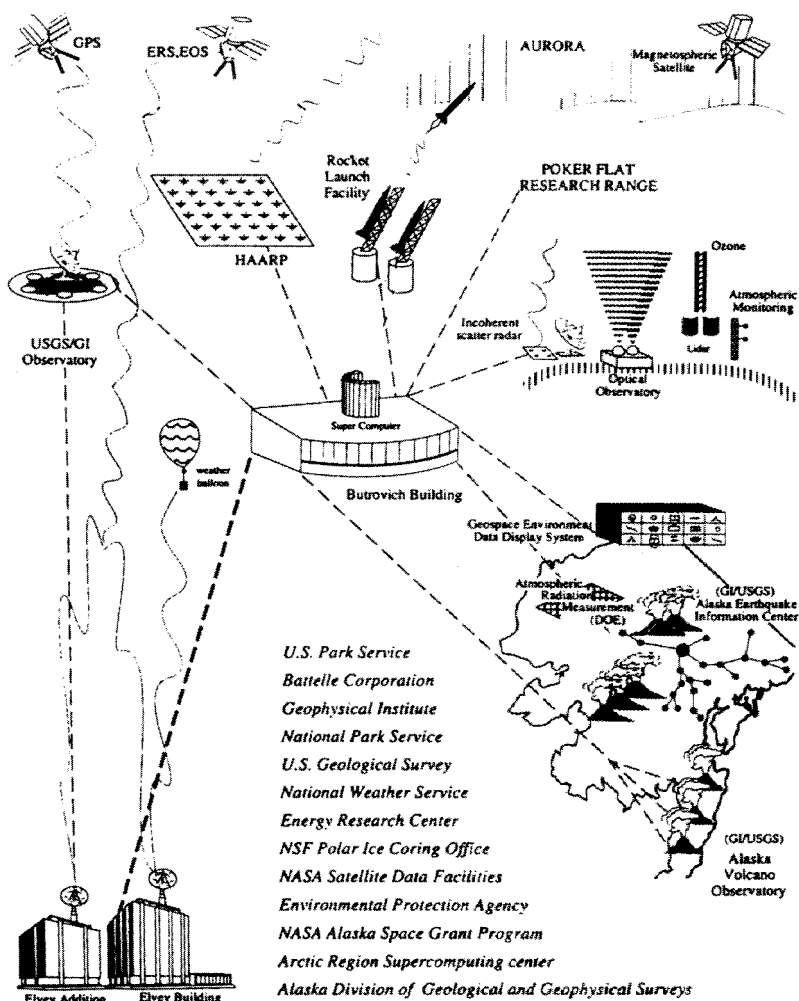 GPS
ERS,EOS
AURORA
Magnetospheric
Satellite
Rocket
Launch
Facility
POKER FLAT
RESEARCH RANGE
HAARP
Ozone
Atmospheric
Monitoring
Incoherent
scatter radar
Lidar
USGS/GI
Observatory
Optical
Observatory
Super Computer
weather
balloon
Butrovich Building
Geospace Environment
Data Display System
Atmospheric
Radiation
Measurement
(DOE)
(GI/USGS)
Alaska Earthquake
Information Center
U.S. Park Service
Battelle Corporation
Geophysical Institute
National Park Service
U.S. Geological Survey
National Weather Service
Energy Research Center
NSF Polar Ice Coring Office
NASA Satellite Data Facilities
Environmental Protection Agency
NASA Alaska Space Grant Program
Arctic Region Supercomputing center
Alaska Division of Geological and Geophysical Surveys
(GI/USGS)
Alaska
Volcano
Observatory
Elvey Addition
Elvey Building